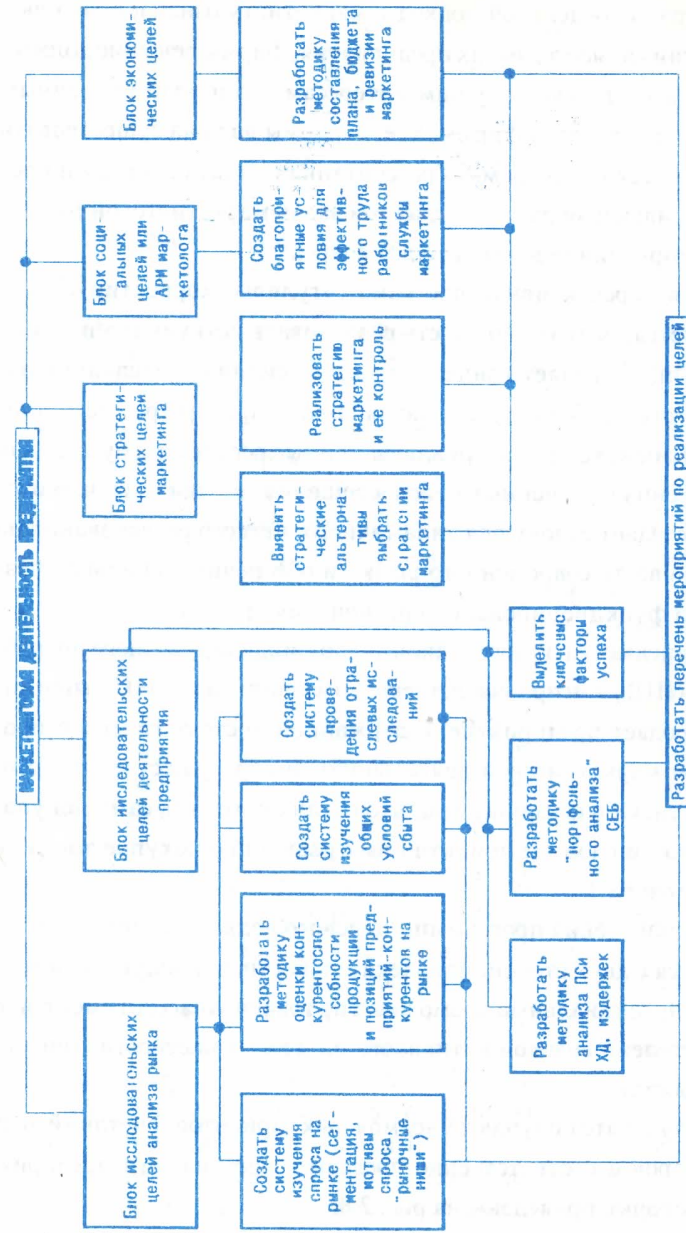 МАРКЕТИНГОВАЯ ДЕЯТЕЛЬНОСТЬ ПРЕДПРИЯТИЯ
Блок исследовательских
целей анализа рынка
Блок ииследовательских
целей деятельности
предприятия
Блок стратеги-
ческих целей
маркетинга
Блок соци
альных
целей или
АРМ мар-
кетолога
Блок экономи
ческих целей
Создать
систему
изучения
спроса на
рынке (сег-
ментация,
мотивы
спроса,
"рыночные
ниши")
Разработать
методику
оценки кон
курентоспо-
собности
продукции
и позиций пред-
приятий-кон-
курентов на
рынке
Создать
систему
изучения
общих
условий
сбыта
Создать
систему
прове-
дения отра-
слевых ис-
следова-
ний
Выявить
стратеги
ческие
альтерна-
тивы
выбрать
стратегии
маркетинга
Реализовать
стратегию
маркетинга
и ее контроль
Создать
благопри-
ятные ус-
ловия для
эффектив-
ного труда
работников
службы
маркетинга
Разработать
методику
составления
плана, бюджета
и ревизии
маркетинга
Разработать
методику
анализа ПСи
ХД, издержек
Разработать
методику
"портфель-
ного анализа"
СЕБ
Выделить
ключевые
факторы
успеха
Разработать перечень мероприятий по реализации целей